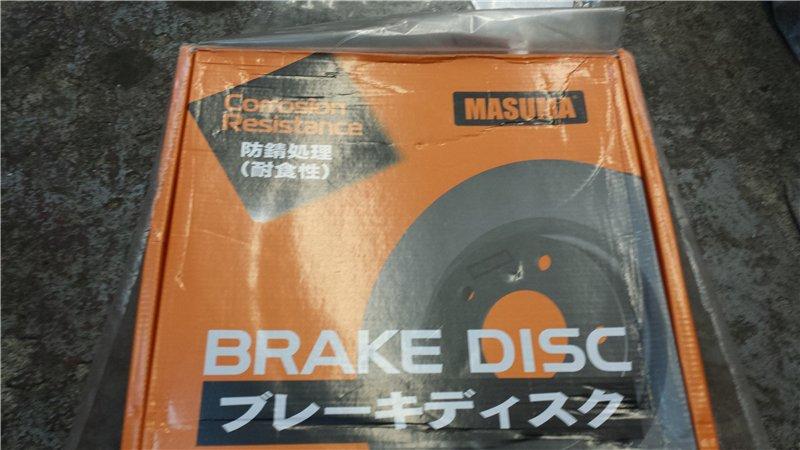 Corrosion
Resistance
防錆処理
(耐食性)
MASUMA
BRAKE DISC
ブレーキディスク